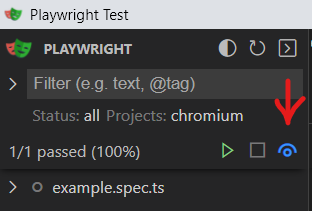 Playwright Test
PLAYWRIGHT
Filter (e.g. text, @tag)
Status: all Projects: chromium
1/1 passed (100%)
example.spec.ts